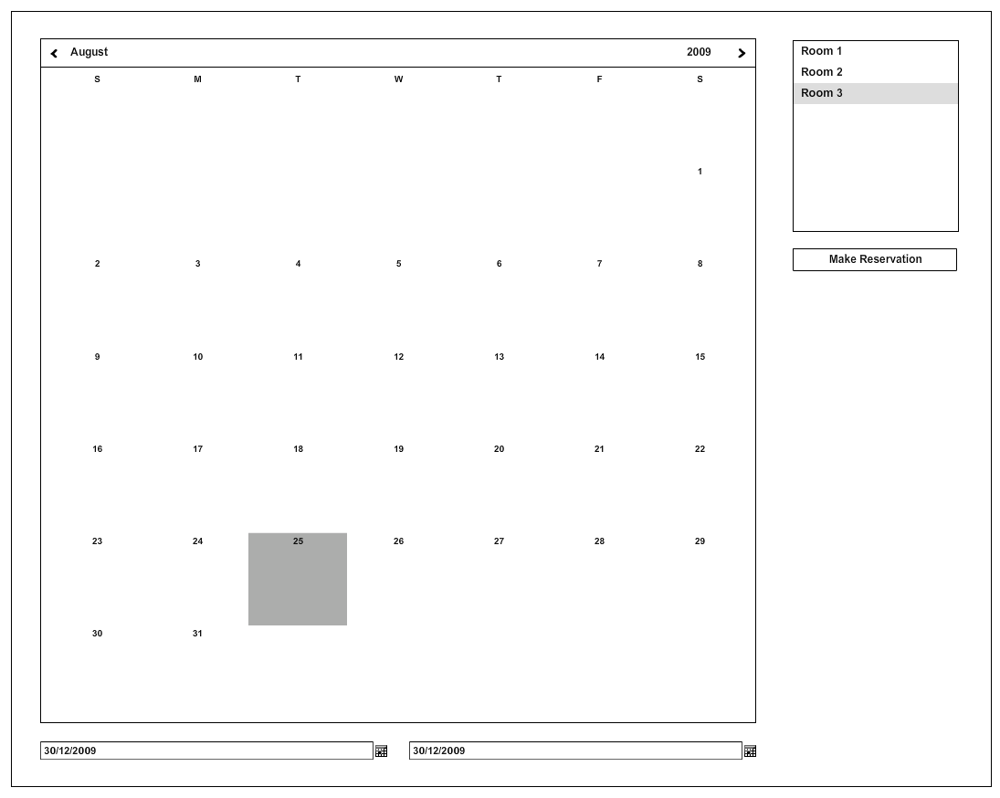 August 2009
S M T W T F S
1
2 3 4 5 6 7 8
9 10 11 12 13 14 15
16 17 18 19 20 21 22
23 24 25 26 27 28 29
30 31
30/12/2009 30/12/2009
Room 1
Room 2
Room 3
Make Reservation